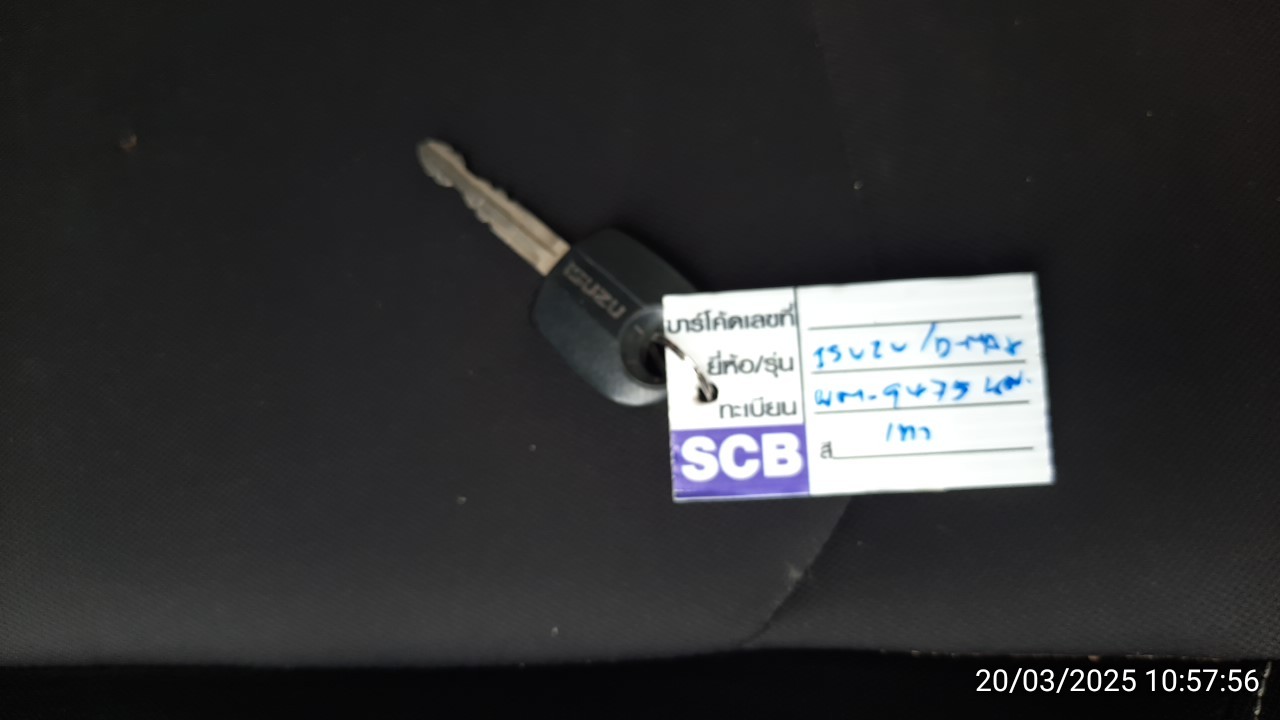 ISUZU
บาร์โค้ดเลขที่
ยี่ห้อ/รุ่น ISUZU/D-MAX
ทะเบียน 9475
SCB
สี เทา
20/03/2025 10:57:56